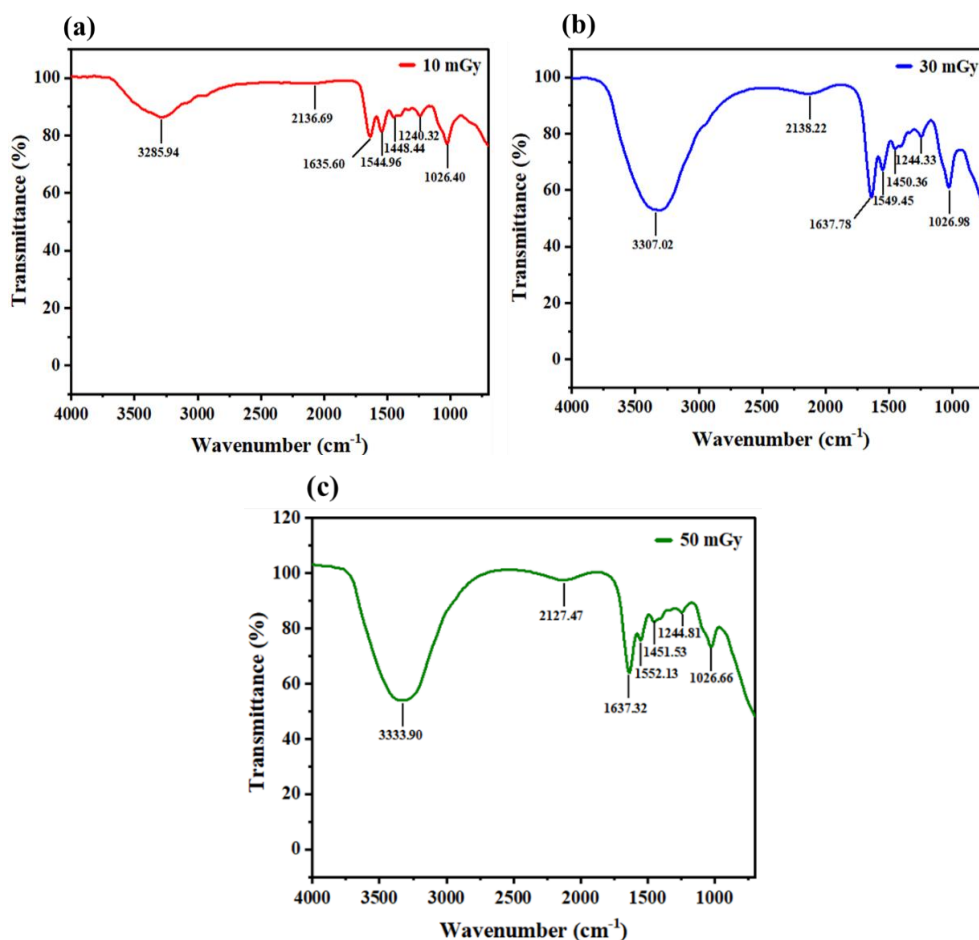 (a)
10 mGy
Transmittance (%)
100
80
60
40
20
0
3285.94
2136.69
1635.60
1544.96
1448.44
1240.32
1026.40
4000 3500 3000 2500 2000 1500 1000
Wavenumber (cm⁻¹)
(b)
30 mGy
Transmittance (%)
100
80
60
40
20
0
3307.02
2138.22
1637.78
1549.45
1450.36
1244.33
1026.98
4000 3500 3000 2500 2000 1500 1000
Wavenumber (cm⁻¹)
(c)
50 mGy
Transmittance (%)
120
100
80
60
40
20
0
3333.90
2127.47
1637.32
1552.13
1451.53
1244.81
1026.66
4000 3500 3000 2500 2000 1500 1000
Wavenumber (cm⁻¹)